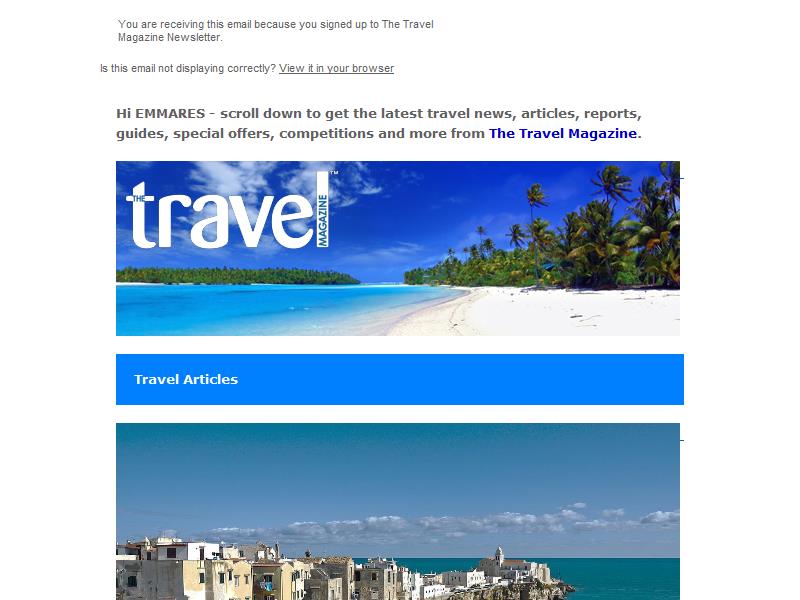 You are receiving this email because you signed up to The Travel
Magazine Newsletter.
Is this email not displaying correctly? View it in your browser
Hi EMMARES - scroll down to get the latest travel news, articles, reports,
guides, special offers, competitions and more from The Travel Magazine.
THE travel MAGAZINE ™
Travel Articles